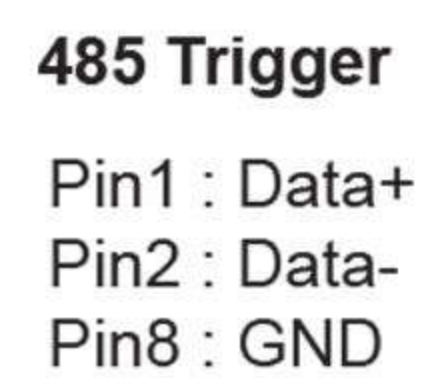 485 Trigger
Pin1 : Data+
Pin2 : Data-
Pin8 : GND